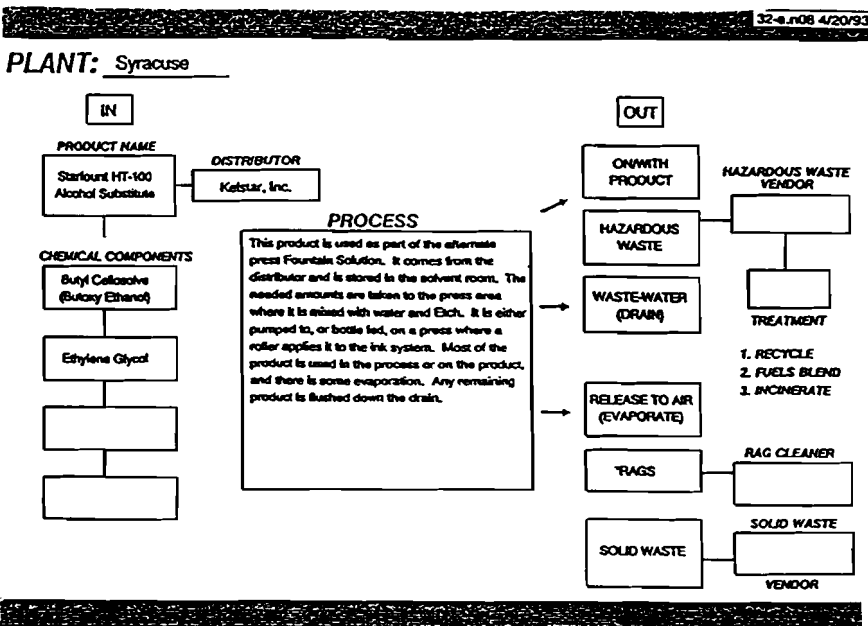 32-e.n08 4/20/93
PLANT: Syracuse
IN
PRODUCT NAME
Starfount HT-100
Alcohol Substitute
DISTRIBUTOR
Kelstar, Inc.
CHEMICAL COMPONENTS
Butyl Cellosolve
(Butoxy Ethanol)
Ethylene Glycol
PROCESS
This product is used as part of the alternate
press Fountain Solution. It comes from the
distributor and is stored in the solvent room. The
needed amounts are taken to the press area
where it is mixed with water and Etch. It is either
pumped to, or bottle fed, on a press where a
roller applies it to the ink system. Most of the
product is used in the process or on the product,
and there is some evaporation. Any remaining
product is flushed down the drain.
OUT
ON/WITH
PRODUCT
HAZARDOUS
WASTE
HAZARDOUS WASTE
VENDOR
TREATMENT
1. RECYCLE
2. FUELS BLEND
3. INCINERATE
WASTE-WATER
(DRAIN)
RELEASE TO AIR
(EVAPORATE)
*RAGS
RAG CLEANER
SOLID WASTE
SOLID WASTE
VENDOR